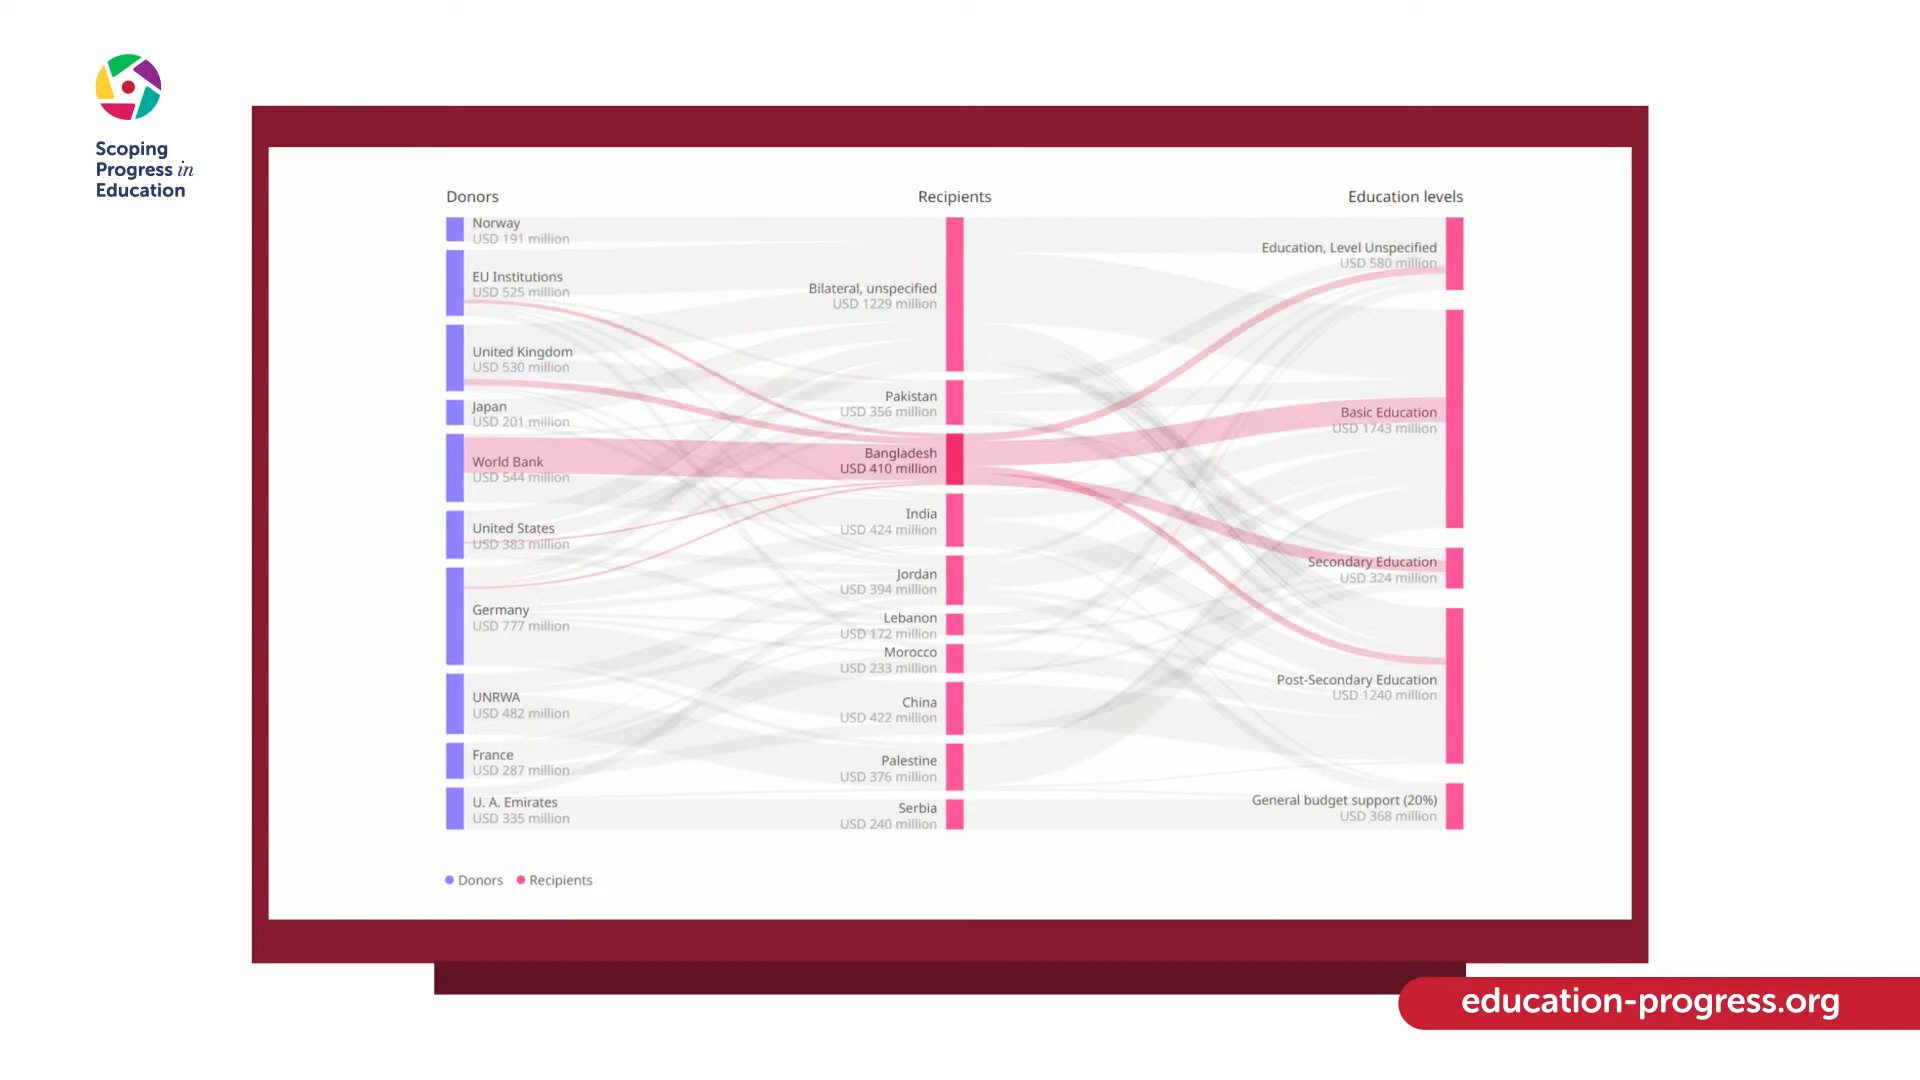 Scoping
Progress in
Education
Donors
Recipients
Education levels
Norway
USD 191 million
EU Institutions
USD 525 million
United Kingdom
USD 530 million
Japan
USD 201 million
World Bank
USD 544 million
United States
USD 383 million
Germany
USD 777 million
UNRWA
USD 482 million
France
USD 287 million
U. A. Emirates
USD 335 million
Bilateral, unspecified
USD 1229 million
Pakistan
USD 356 million
Bangladesh
USD 410 million
India
USD 424 million
Jordan
USD 394 million
Lebanon
USD 172 million
Morocco
USD 233 million
China
USD 422 million
Palestine
USD 376 million
Serbia
USD 240 million
Education, Level Unspecified
USD 580 million
Basic Education
USD 1743 million
Secondary Education
USD 324 million
Post-Secondary Education
USD 1240 million
General budget support (20%)
USD 368 million
Donors Recipients
education-progress.org